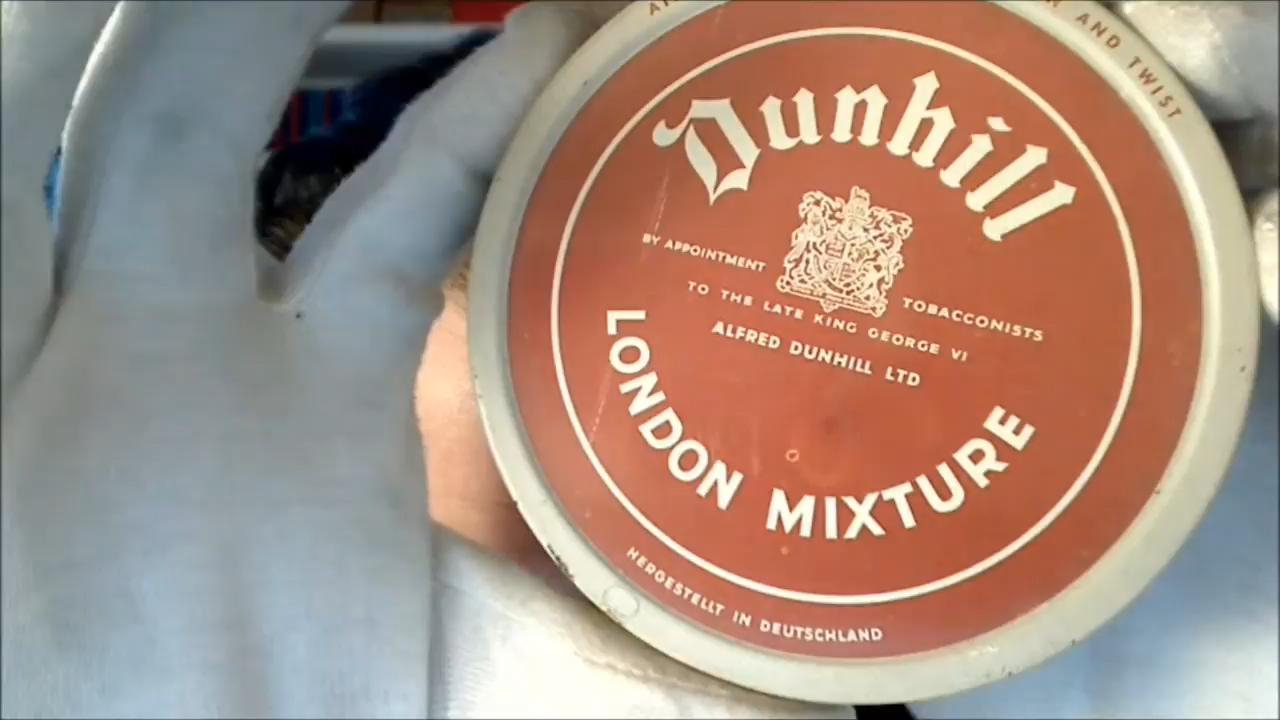 AND TWIST
Dunhill
BY APPOINTMENT TOBACCONISTS
TO THE LATE KING GEORGE VI
ALFRED DUNHILL LTD
LONDON MIXTURE
HERGESTELLT IN DEUTSCHLAND